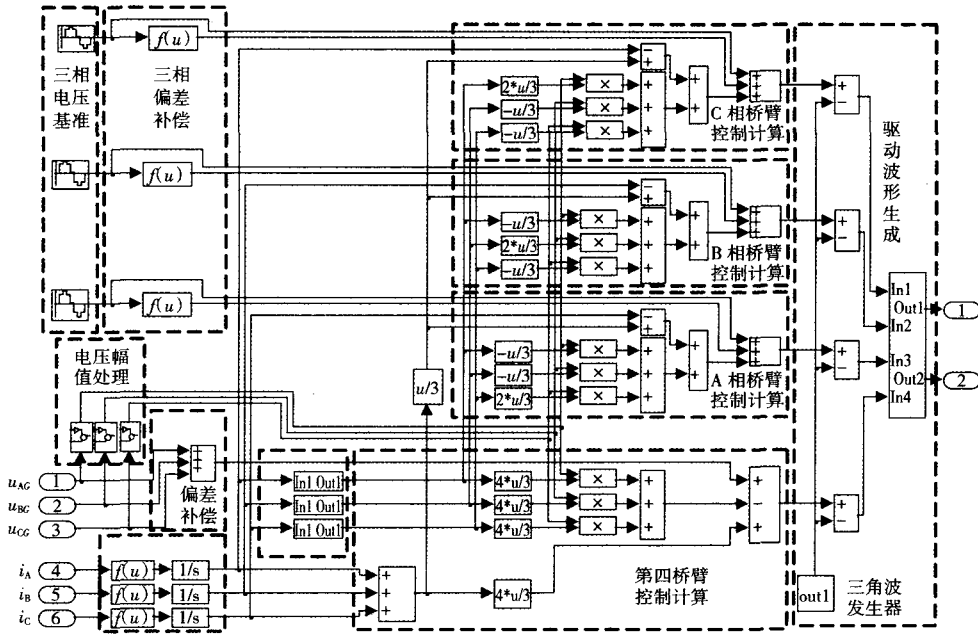 三相
电压
基准
f(u)
三相
偏差
补偿
2*u/3
-u/3
-u/3
×
×
×
C 相桥臂
控制计算
驱动波形生成
f(u)
-u/3
2*u/3
-u/3
×
×
×
B 相桥臂
控制计算
f(u)
-u/3
-u/3
2*u/3
×
×
×
A 相桥臂
控制计算
In1
In2
In3
In4
Out1
Out2
1
2
电压幅
值处理
u/3
uAG 1
uBG 2
uCG 3
偏差
补偿
In1 Out1
In1 Out1
In1 Out1
4*u/3
4*u/3
4*u/3
×
×
×
iA 4 f(u) 1/s
iB 5 f(u) 1/s
iC 6 f(u) 1/s
4*u/3
第四桥臂
控制计算
out1
三角波
发生器